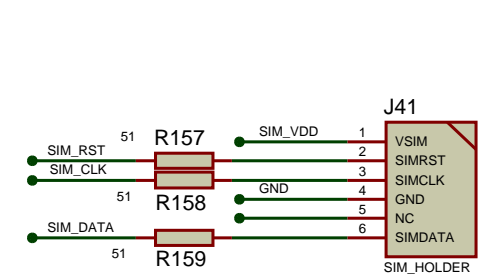 J41
51 R157
SIM_VDD 1 VSIM
SIM_RST 2 SIMRST
SIM_CLK 3 SIMCLK
GND 4 GND
51 R158
5 NC
SIM_DATA 6 SIMDATA
51 R159
SIM_HOLDER